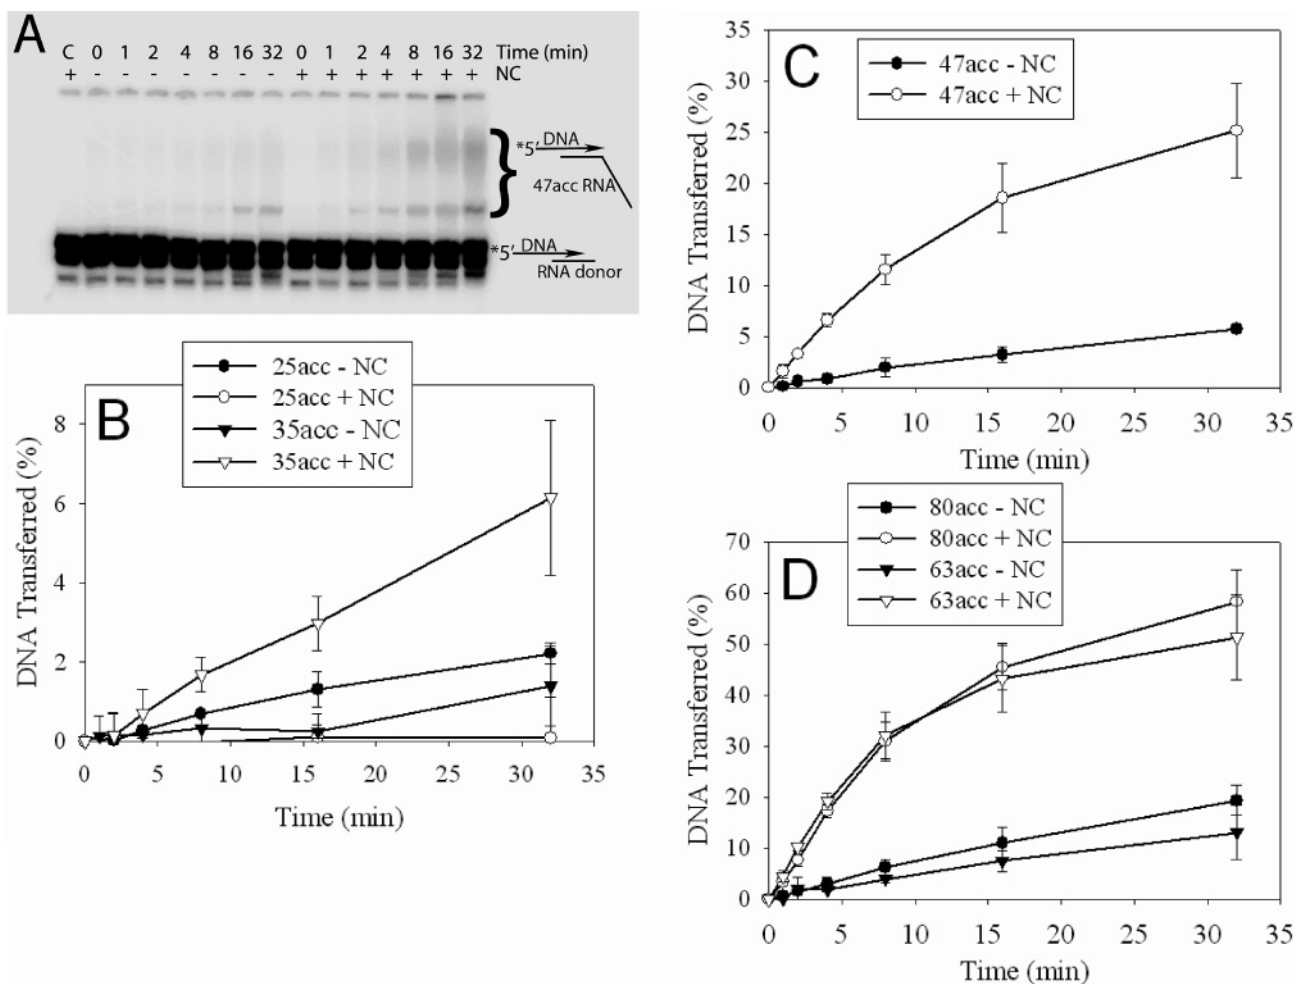 A
C 0 1 2 4 8 16 32 0 1 2 4 8 16 32 Time (min)
+ - - - - - - - + + + + + + + NC
*5' DNA
47acc RNA
*5' DNA
RNA donor
B
25acc - NC
25acc + NC
35acc - NC
35acc + NC
DNA Transferred (%)
8
6
4
2
0
0 5 10 15 20 25 30 35
Time (min)
C
47acc - NC
47acc + NC
DNA Transferred (%)
35
30
25
20
15
10
5
0
0 5 10 15 20 25 30 35
Time (min)
D
80acc - NC
80acc + NC
63acc - NC
63acc + NC
DNA Transferred (%)
70
60
50
40
30
20
10
0
0 5 10 15 20 25 30 35
Time (min)